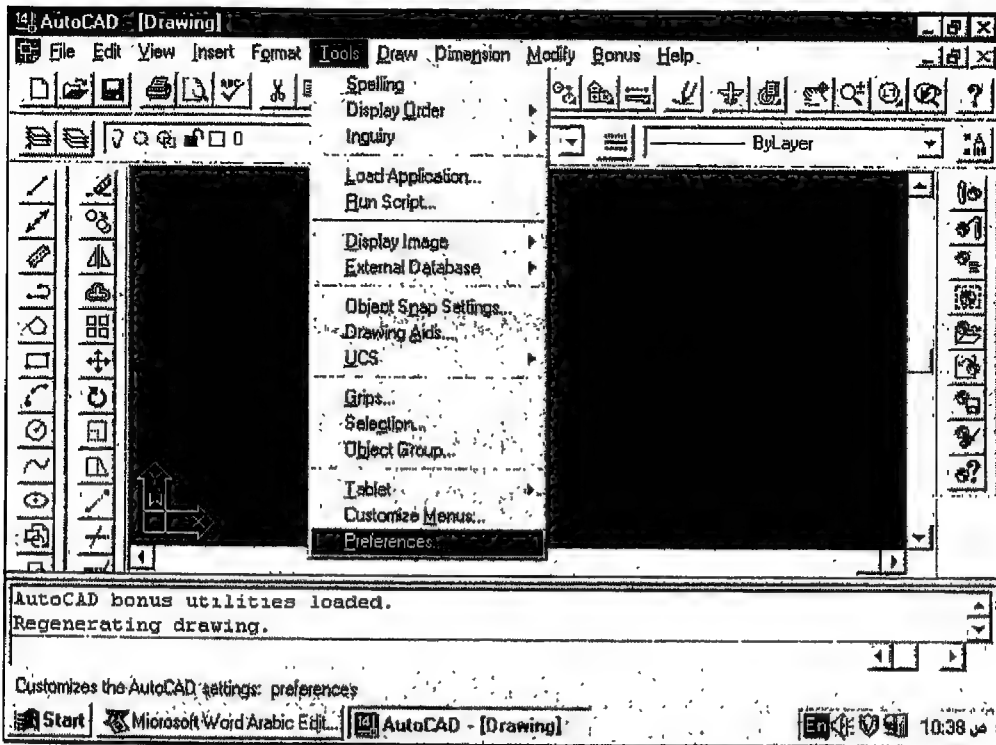 AutoCAD - [Drawing]
File Edit View Insert Format Tools Draw Dimension Modify Bonus Help
Spelling
Display Order
Inquiry
0 ByLayer
Load Application...
Run Script...
Display Image
External Database
Object Snap Settings...
Drawing Aids...
UCS
Grips...
Selection...
Object Group...
Tablet
Customize Menus...
Preferences...
W
X
AutoCAD bonus utilities loaded.
Regenerating drawing.
Customizes the AutoCAD settings: preferences
Start Microsoft Word Arabic Edit... AutoCAD - [Drawing] En 10:38 ص